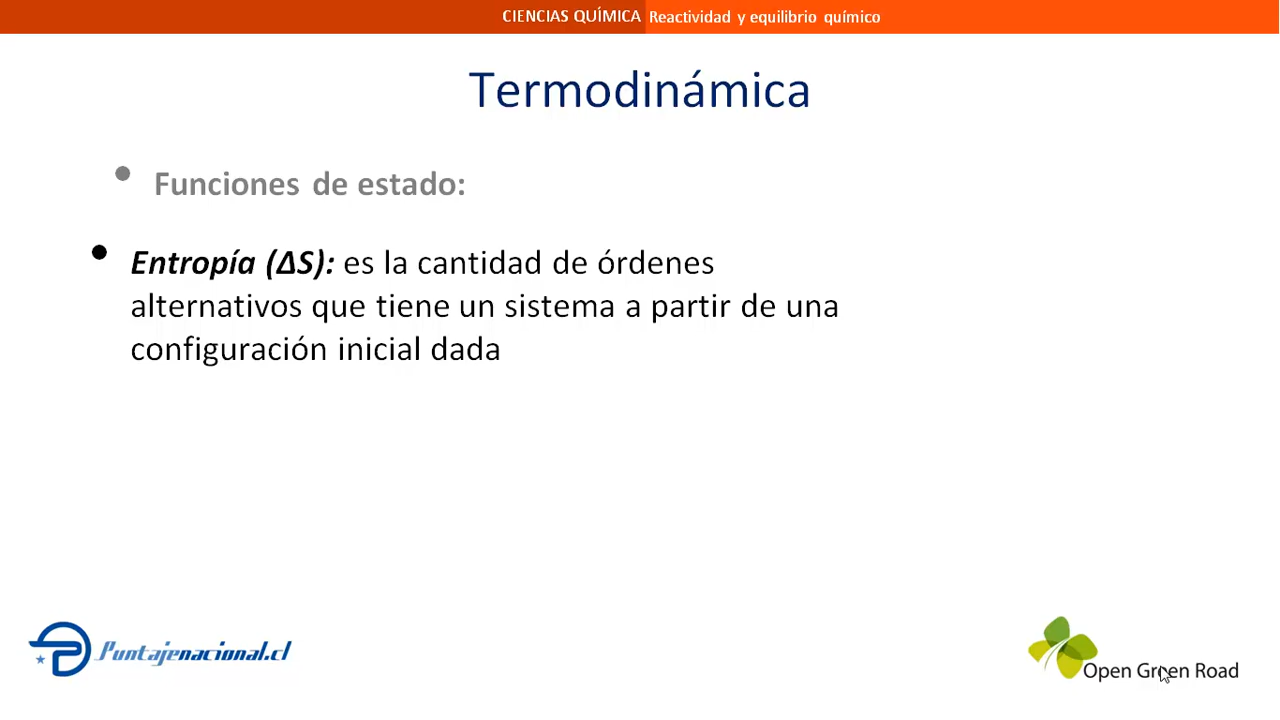 CIENCIAS QUÍMICA Reactividad y equilibrio químico
Termodinámica
• Funciones de estado:
• Entropía (ΔS): es la cantidad de órdenes
alternativos que tiene un sistema a partir de una
configuración inicial dada
Puntajenacional.cl
Open Green Road